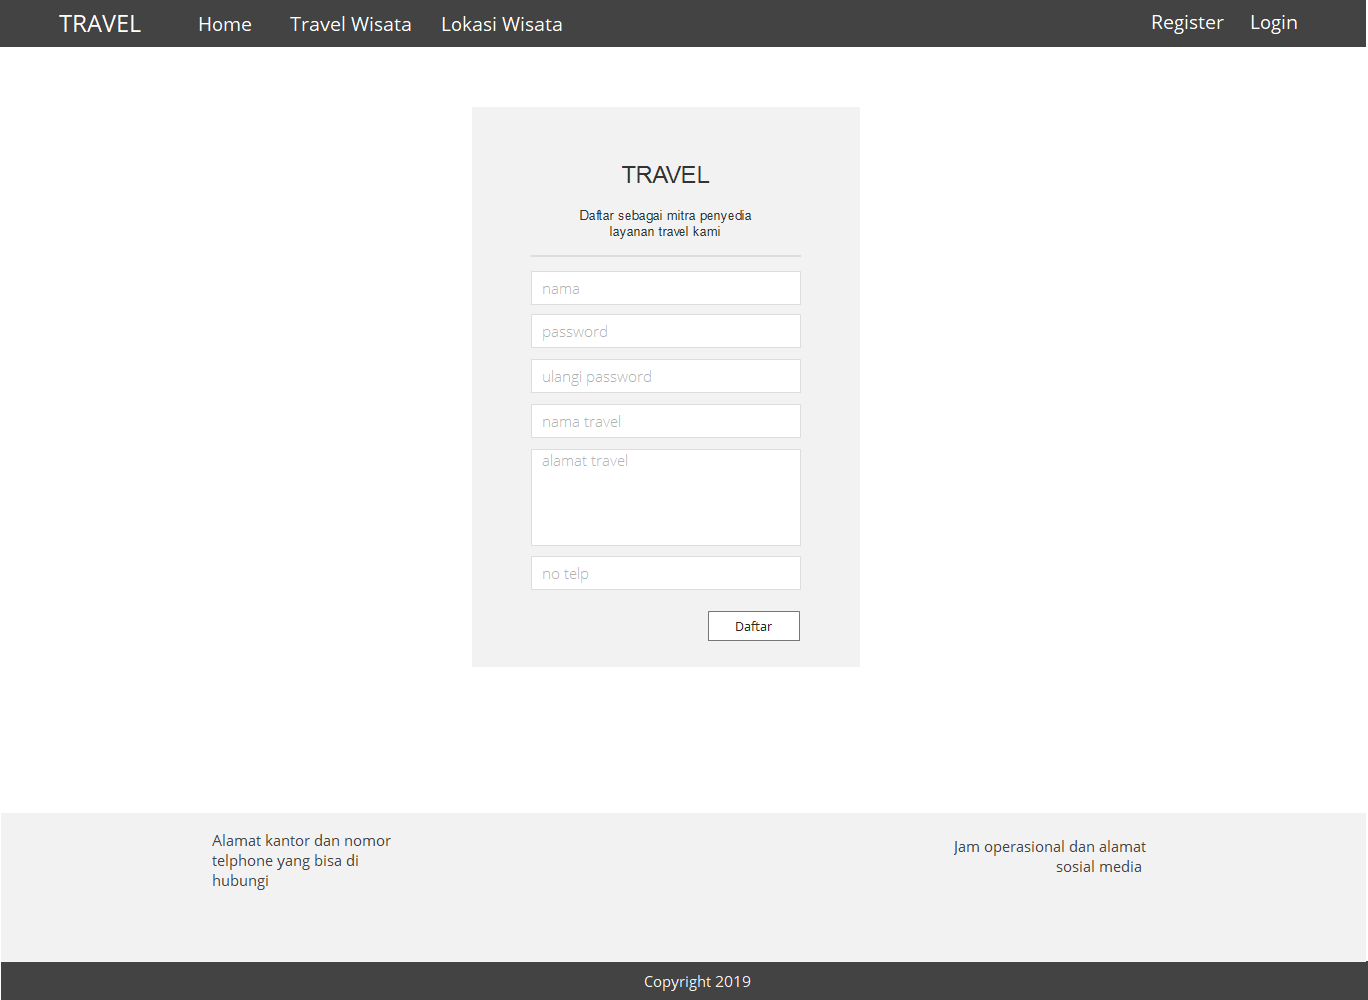 TRAVEL Home Travel Wisata Lokasi Wisata Register Login
TRAVEL
Daftar sebagai mitra penyedia
layanan travel kami
nama
password
ulangi password
nama travel
alamat travel
no telp
Daftar
Alamat kantor dan nomor
telphone yang bisa di
hubungi
Jam operasional dan alamat
sosial media
Copyright 2019